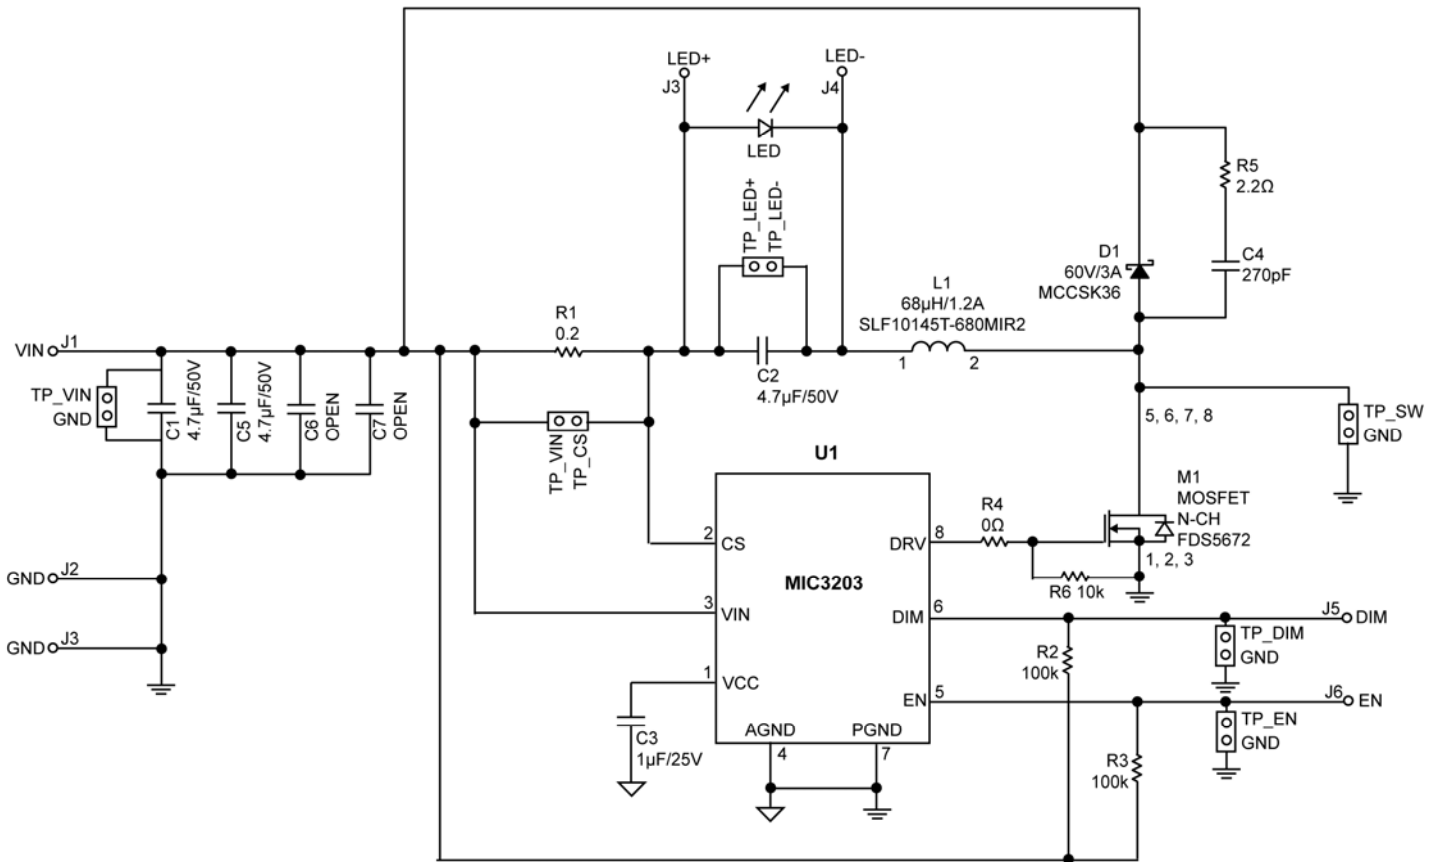 LED+
J3
LED-
J4
LED
TP_LED+
TP_LED-
R5
2.2Ω
D1
60V/3A
MCCSK36
C4
270pF
L1
68µH/1.2A
SLF10145T-680MIR2
1
2
R1
0.2
C2
4.7µF/50V
VIN
J1
TP_VIN
GND
C1
4.7µF/50V
C5
4.7µF/50V
C6
OPEN
C7
OPEN
TP_VIN
TP_CS
5, 6, 7, 8
TP_SW
GND
U1
M1
MOSFET
N-CH
FDS5672
1, 2, 3
R4
0Ω
R6 10k
2
CS
8
DRV
MIC3203
3
VIN
6
DIM
1
VCC
5
EN
AGND
PGND
4
7
C3
1µF/25V
GND
J2
GND
J3
J5
DIM
TP_DIM
GND
R2
100k
J6
EN
TP_EN
GND
R3
100k